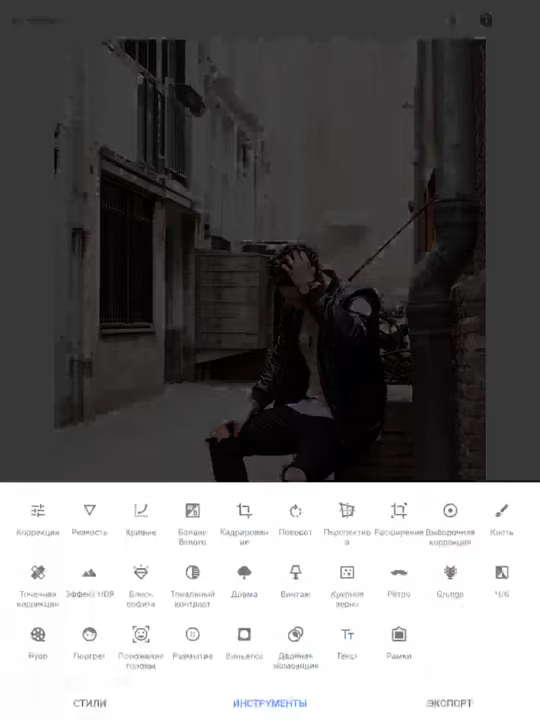 Коррекция Резкость Кривые Баланс белого Кадрирование Поворот Перспектива Расширение Выборочная коррекция Кисть
Точечная коррекция Эффект HDR Блеск софита Тональный контраст Драма Винтаж Крупное зерно Ретро Grunge Ч/б
Нуар Портрет Положение головы Размытие Виньетка Двойная экспозиция Текст Рамки
СТИЛИ ИНСТРУМЕНТЫ ЭКСПОРТ